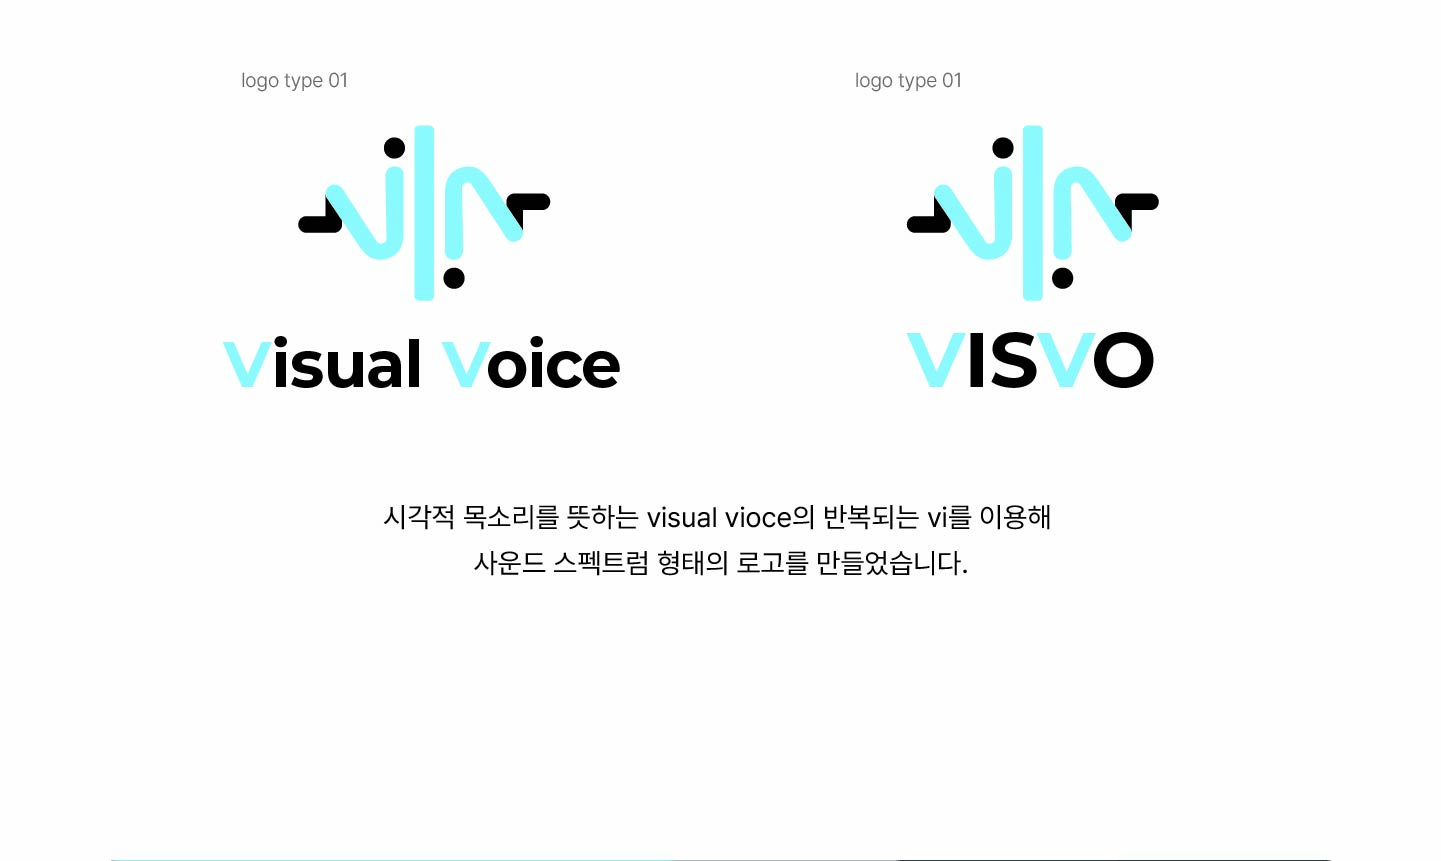 logo type 01
logo type 01
Visual Voice
VISVO
시각적 목소리를 뜻하는 visual vioce의 반복되는 vi를 이용해
사운드 스펙트럼 형태의 로고를 만들었습니다.